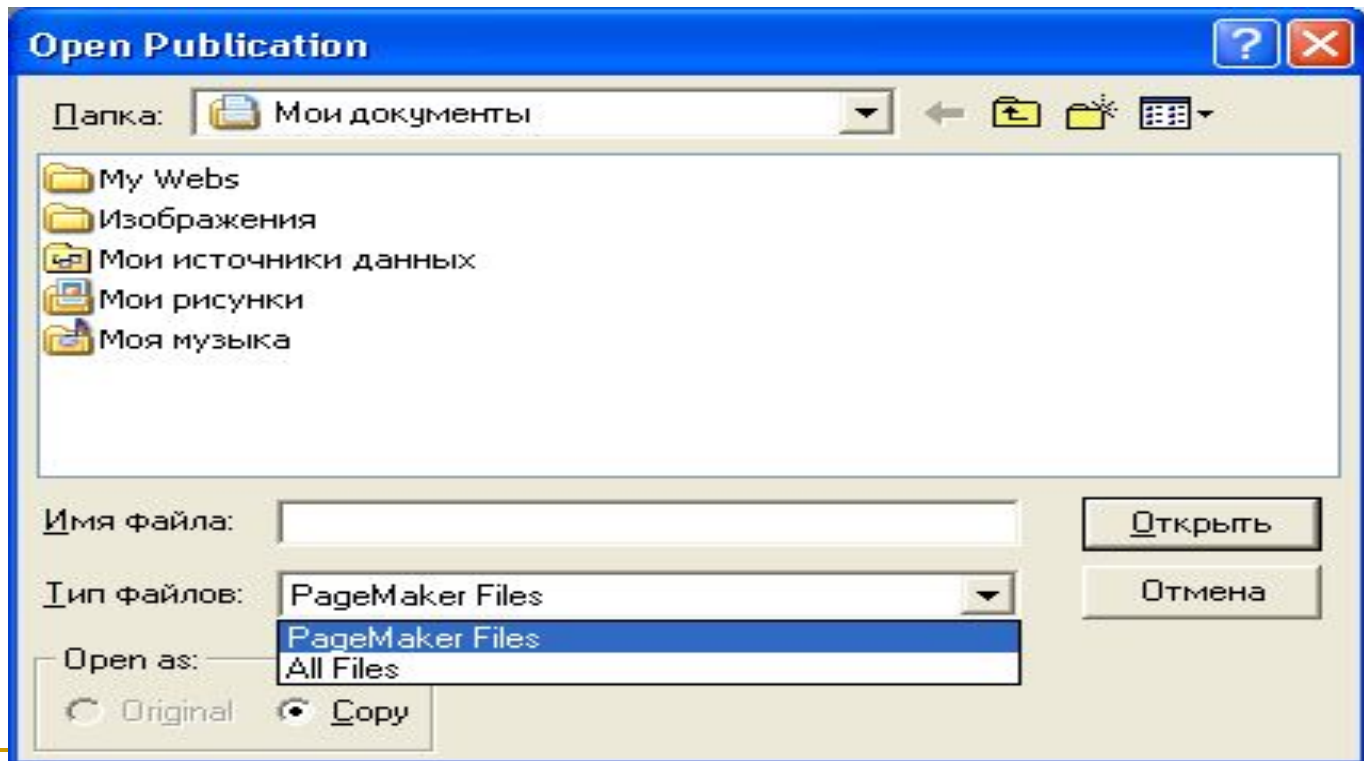 Open Publication
Папка: Мои документы
My Webs
Изображения
Мои источники данных
Мои рисунки
Моя музыка
Имя файла: Открыть
Тип файлов: PageMaker Files Отмена
PageMaker Files
All Files
Open as:
Original Copy